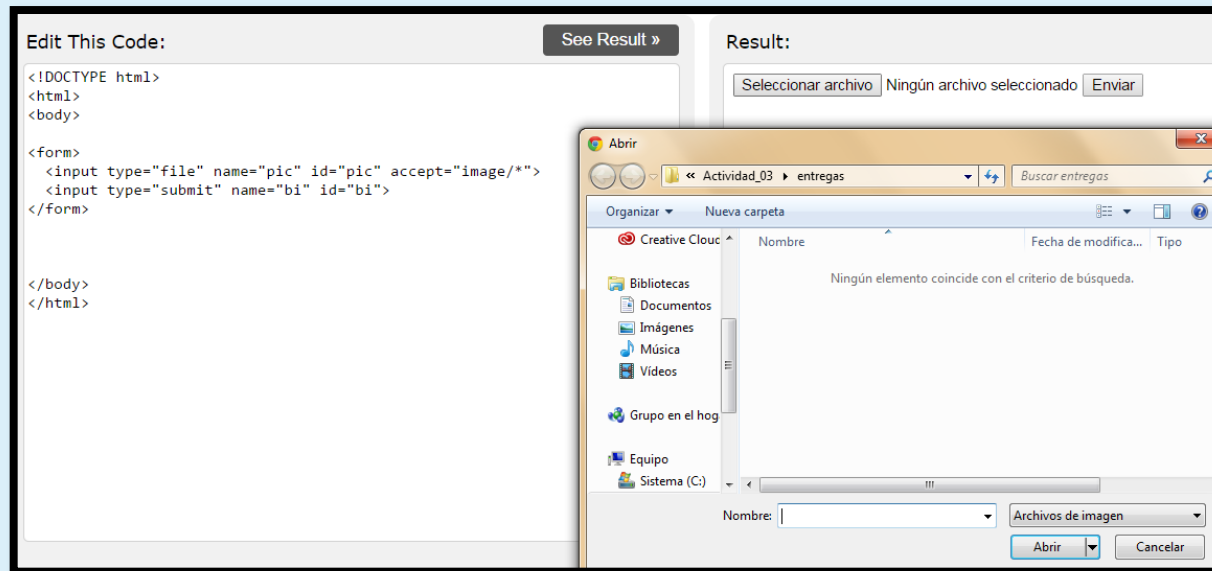 Edit This Code:
See Result »
<!DOCTYPE html>
<html>
<body>
<form>
<input type="file" name="pic" id="pic" accept="image/*">
<input type="submit" name="bi" id="bi">
</form>
</body>
</html>
Result:
Seleccionar archivo Ningún archivo seleccionado Enviar
Abrir
« Actividad_03 entregas
Buscar entregas
Organizar Nueva carpeta
Creative Clouc
Bibliotecas
Documentos
Imágenes
Música
Vídeos
Grupo en el hog
Equipo
Sistema (C:)
Nombre Fecha de modifica... Tipo
Ningún elemento coincide con el criterio de búsqueda.
Nombre: Archivos de imagen
Abrir Cancelar